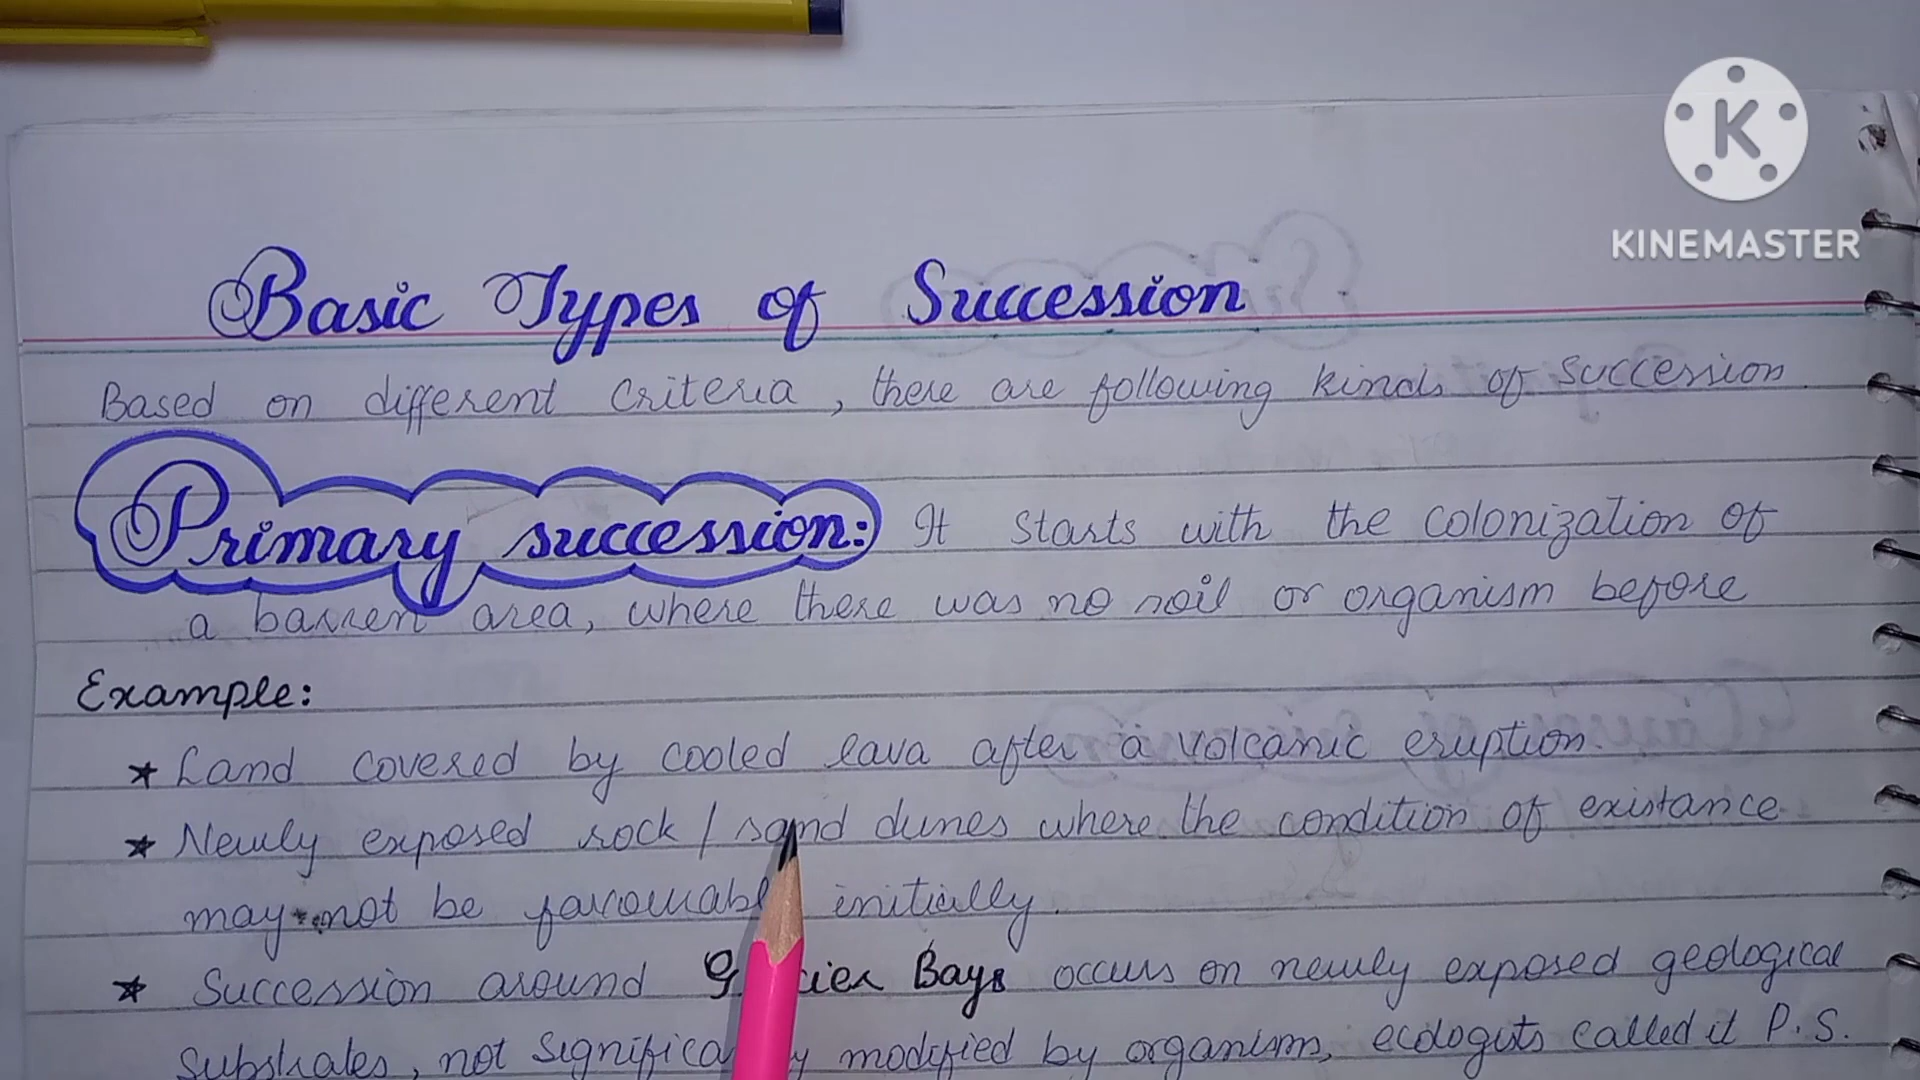 KINEMASTER
Basic Types of Succession
Based on different criteria, there are following kinds of succession.
Primary succession: It starts with the colonization of
a barren area, where there was no soil or organism before
Example:
* Land covered by cooled lava after a volcanic eruption.
* Newly exposed rock / sand dunes where the condition of existance
may not be favourabl initially.
* Succession around Bays occurs on newly exposed geological
substrates, not modified by organism, ecologists called it P.S.